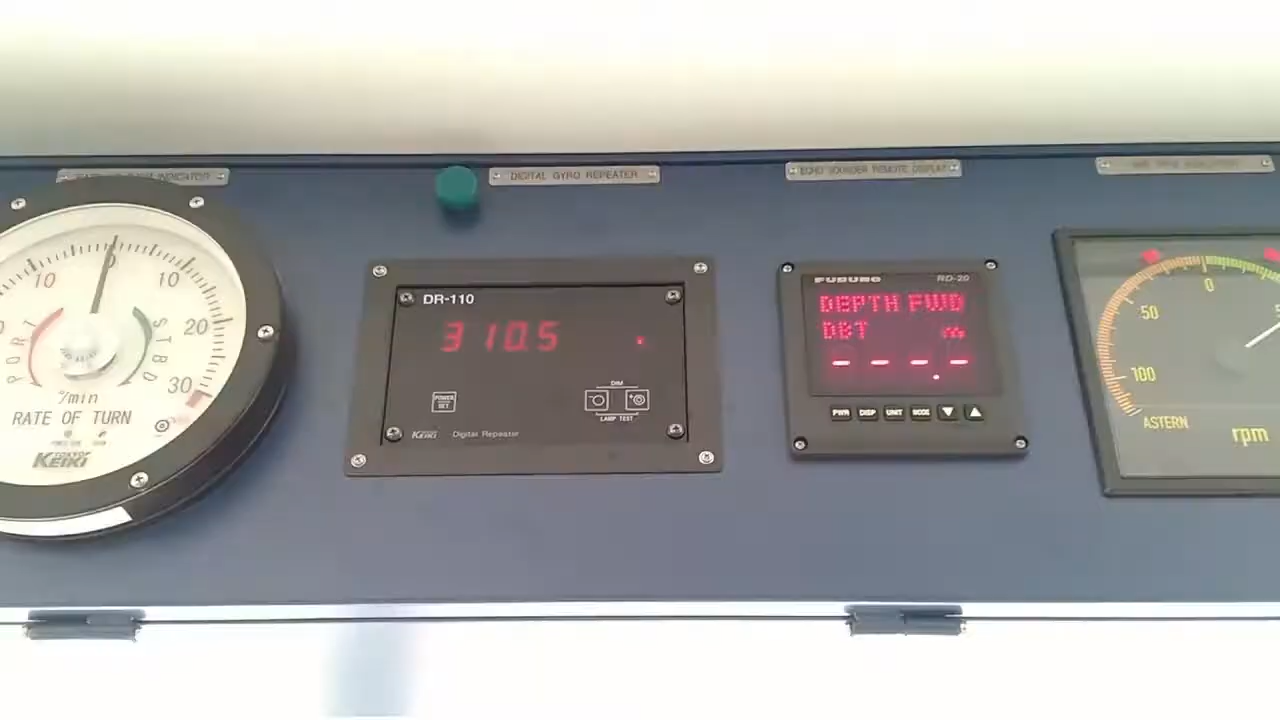 INDICATOR
DIGITAL GYRO REPEATER
ECHO SOUNDER REMOTE DISPLAY
10 0 10
20
30
PORT
STBD
°/min
RATE OF TURN
KEIKI
DR-110
310.5
POWER
SET
DIM
LAMP TEST
KEIKI Digital Repeater
FURUNO RD-20
DEPTH FWD
DBT m
- - - . -
PWR DISP UNIT MODE ▼ ▲
0
50
100
ASTERN
rpm